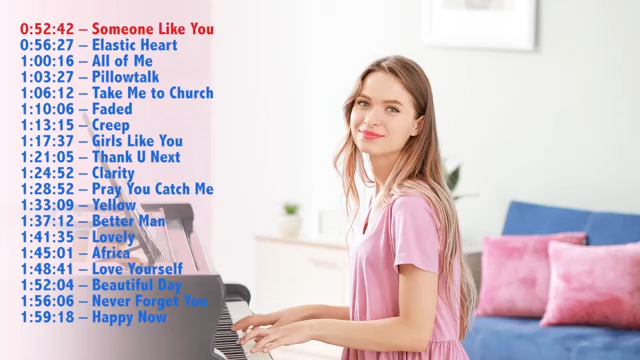 0:52:42 – Someone Like You
0:56:27 – Elastic Heart
1:00:16 – All of Me
1:03:27 – Pillowtalk
1:06:12 – Take Me to Church
1:10:06 – Faded
1:13:15 – Creep
1:17:37 – Girls Like You
1:21:05 – Thank U Next
1:24:52 – Clarity
1:28:52 – Pray You Catch Me
1:33:09 – Yellow
1:37:12 – Better Man
1:41:35 – Lovely
1:45:01 – Africa
1:48:41 – Love Yourself
1:52:04 – Beautiful Day
1:56:06 – Never Forget You
1:59:18 – Happy Now